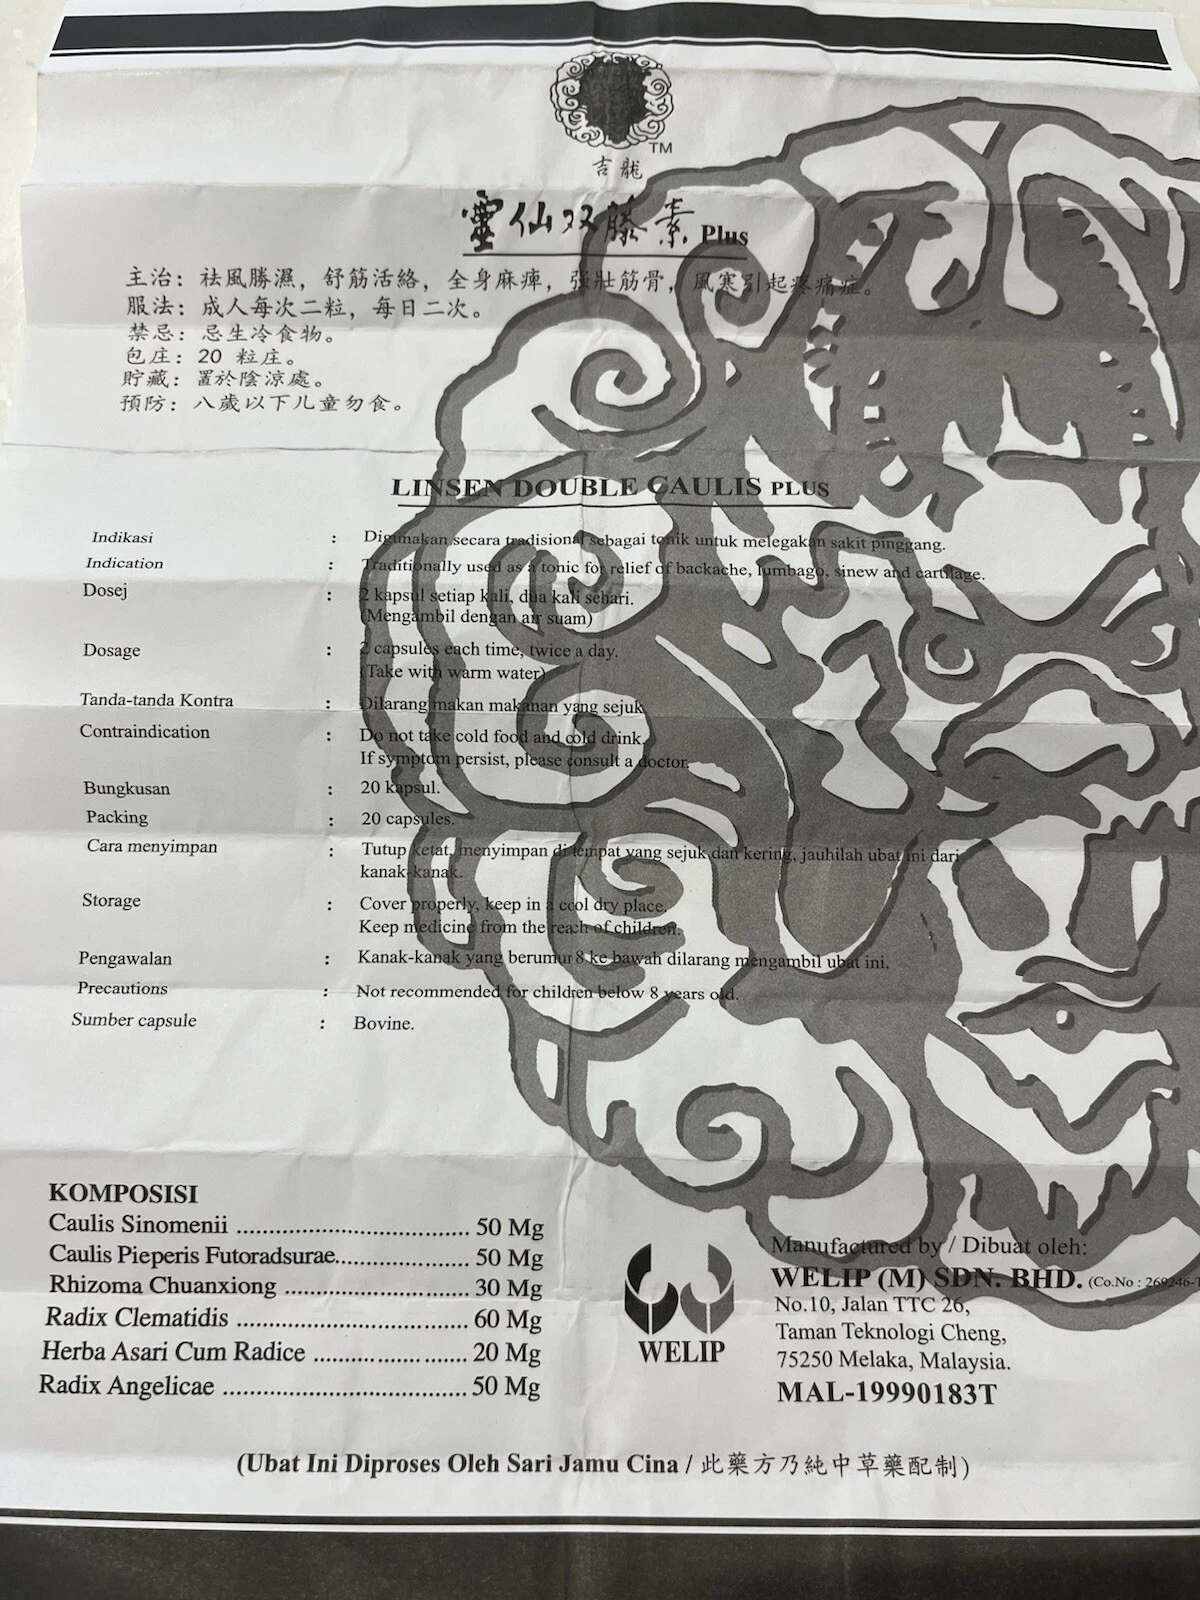 TM
吉龍
靈仙双藤素 Plus
主治：祛風勝濕，舒筋活絡，全身麻痺，强壯筋骨，風寒引起疼痛症。
服法：成人每次二粒，每日二次。
禁忌：忌生冷食物。
包庄：20 粒庄。
貯藏：置於陰涼處。
預防：八歲以下儿童勿食。
LINSEN DOUBLE CAULIS PLUS
Indikasi : Digunakan secara tradisional sebagai tonik untuk melegakan sakit pinggang.
Indication : Traditionally used as a tonic for relief of backache, lumbago, sinew and cartilage.
Dosej : 2 kapsul setiap kali, dua kali sehari.
(Mengambil dengan air suam)
Dosage : 2 capsules each time, twice a day.
(Take with warm water)
Tanda-tanda Kontra : Dilarang makan makanan yang sejuk.
Contraindication : Do not take cold food and cold drink.
If symptom persist, please consult a doctor.
Bungkusan : 20 kapsul.
Packing : 20 capsules.
Cara menyimpan : Tutup ketat, menyimpan di tempat yang sejuk dan kering, jauhilah ubat ini dari
kanak-kanak.
Storage : Cover properly, keep in a cool dry place.
Keep medicine from the reach of children.
Pengawalan : Kanak-kanak yang berumur 8 ke bawah dilarang mengambil ubat ini.
Precautions : Not recommended for children below 8 years old.
Sumber capsule : Bovine.
KOMPOSISI
Caulis Sinomenii .................................... 50 Mg
Caulis Pieperis Futoradsurae..................... 50 Mg
Rhizoma Chuanxiong ............................ 30 Mg
Radix Clematidis .................................... 60 Mg
Herba Asari Cum Radice ........................ 20 Mg
Radix Angelicae ...................................... 50 Mg
WELIP
Manufactured by / Dibuat oleh:
WELIP (M) SDN. BHD. (Co.No : 269246-
No.10, Jalan TTC 26,
Taman Teknologi Cheng,
75250 Melaka, Malaysia.
MAL-19990183T
(Ubat Ini Diproses Oleh Sari Jamu Cina / 此藥方乃純中草藥配制)